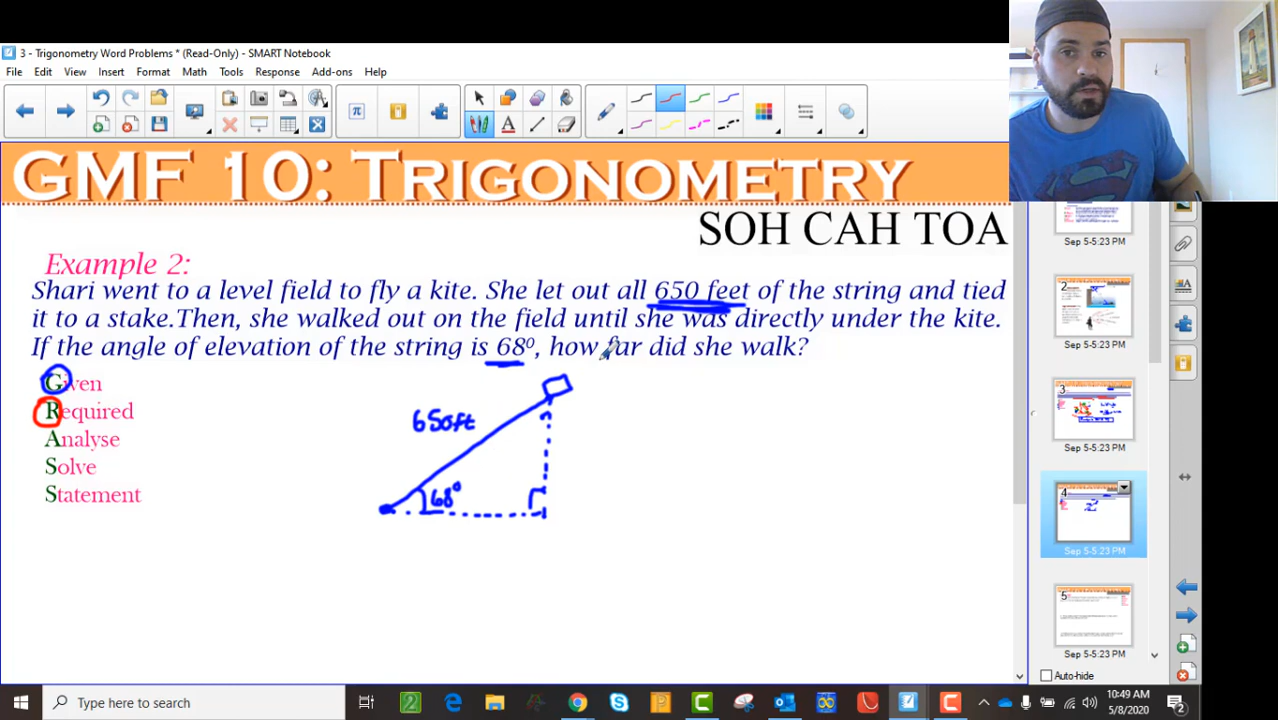 3 - Trigonometry Word Problems * (Read-Only) - SMART Notebook
File Edit View Insert Format Math Tools Response Add-ons Help
GMF 10: TRIGONOMETRY
SOH CAH TOA
Example 2:
Shari went to a level field to fly a kite. She let out all 650 feet of the string and tied
it to a stake.Then, she walked out on the field until she was directly under the kite.
If the angle of elevation of the string is 68º, how far did she walk?
Given
Required
Analyse
Solve
Statement
650ft
68°
Sep 5-5:23 PM
2
Sep 5-5:23 PM
3
Sep 5-5:23 PM
4
Sep 5-5:23 PM
5
Sep 5-5:23 PM
Auto-hide
Type here to search
10:49 AM
5/8/2020